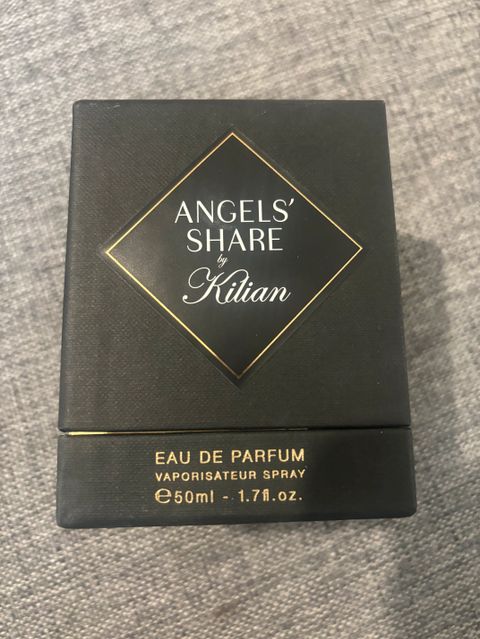 ANGELS’
SHARE
by
Kilian
EAU DE PARFUM
VAPORISATEUR SPRAY
℮50ml - 1.7fl.oz.